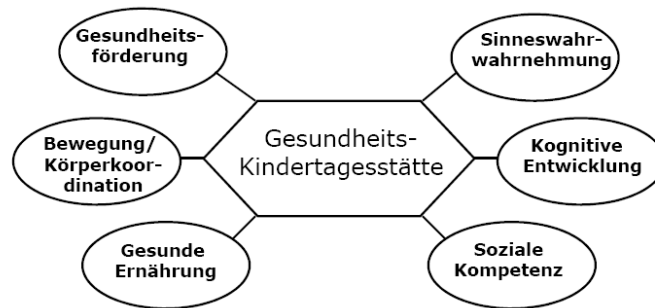 Gesundheits-
förderung
Sinneswahr-
wahrnehmung
Bewegung/
Körperkoor-
dination
Gesundheits-
Kindertagesstätte
Kognitive
Entwicklung
Gesunde
Ernährung
Soziale
Kompetenz